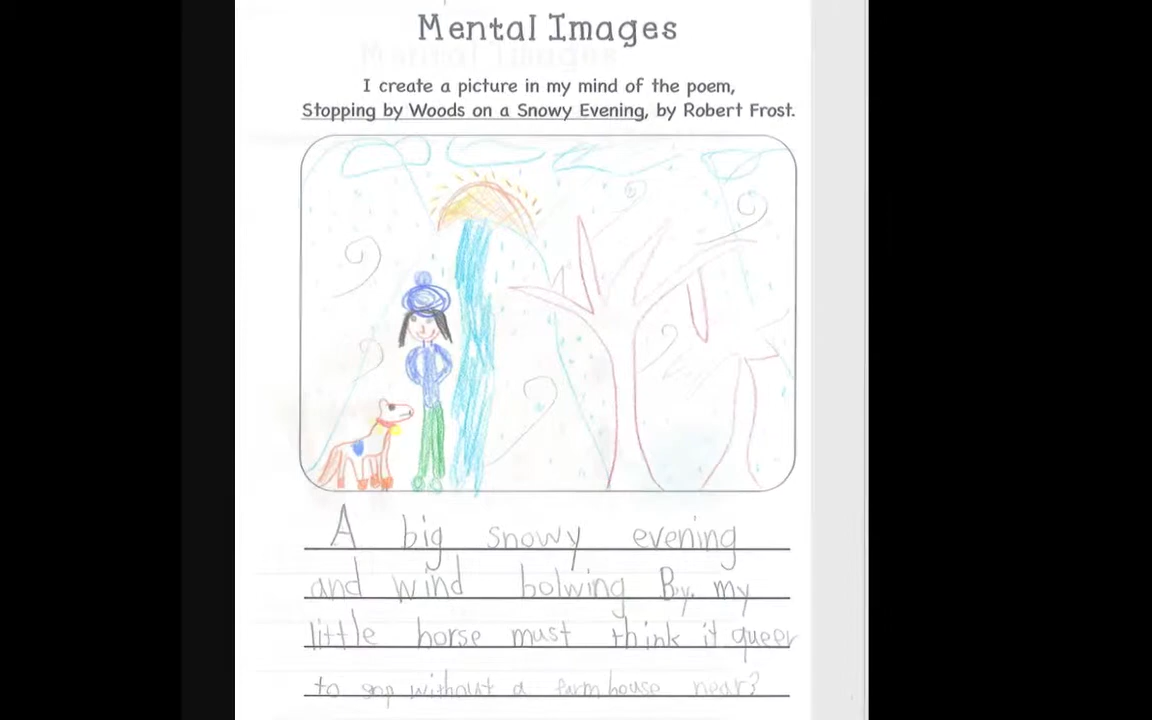 Mental Images
I create a picture in my mind of the poem,
Stopping by Woods on a Snowy Evening, by Robert Frost.
A big snowy evening
and wind bolwing By. my
little horse must think it queer
to sop without a farmhouse near?